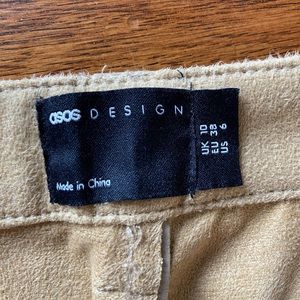 asos DESIGN
Made in China
UK 10
EU 38
US 6